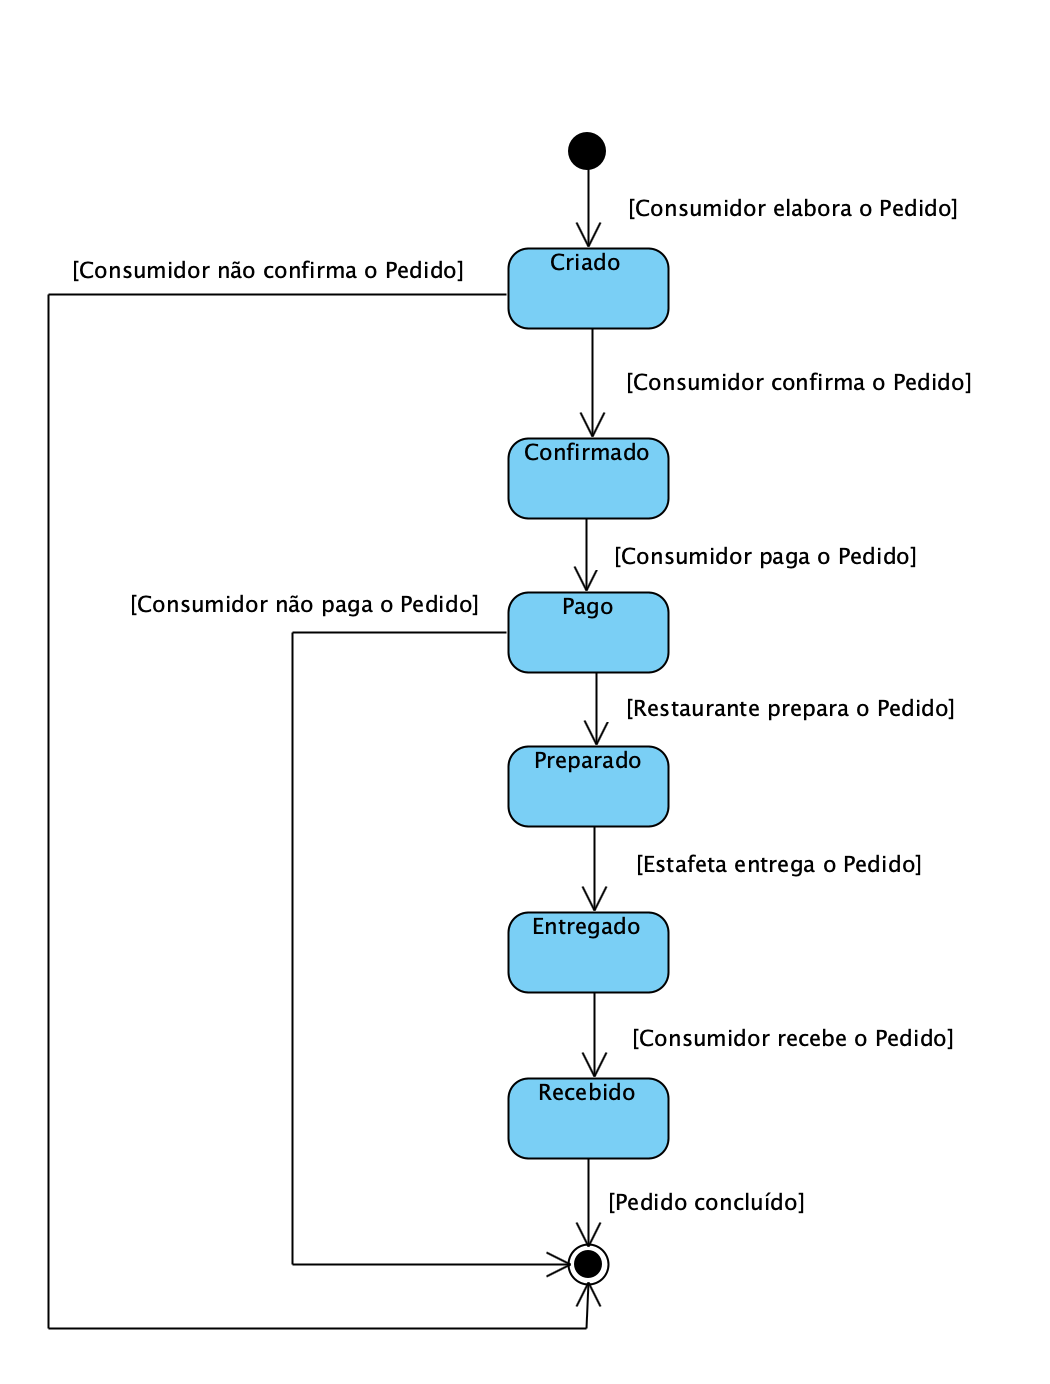 [Consumidor elabora o Pedido]
Criado
[Consumidor não confirma o Pedido]
[Consumidor confirma o Pedido]
Confirmado
[Consumidor paga o Pedido]
Pago
[Consumidor não paga o Pedido]
[Restaurante prepara o Pedido]
Preparado
[Estafeta entrega o Pedido]
Entregado
[Consumidor recebe o Pedido]
Recebido
[Pedido concluído]